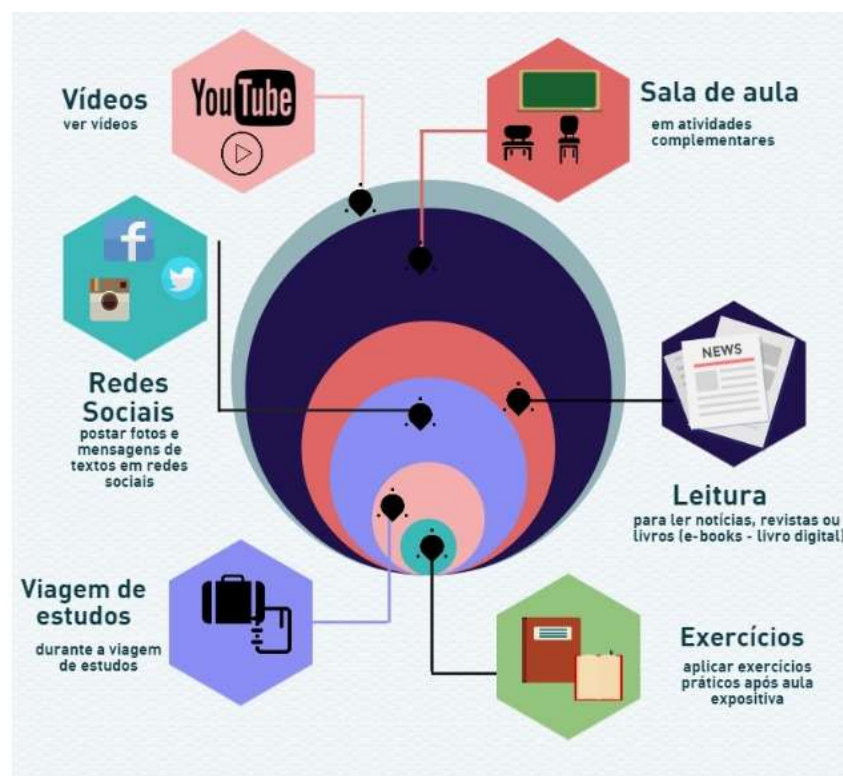 Vídeos
ver vídeos
YouTube
Sala de aula
em atividades
complementares
f
Redes
Sociais
postar fotos e
mensagens de
textos em redes
sociais
NEWS
Leitura
para ler notícias, revistas ou
livros (e-books - livro digital)
Viagem de
estudos
durante a viagem
de estudos
Exercícios
aplicar exercícios
práticos após aula
expositiva